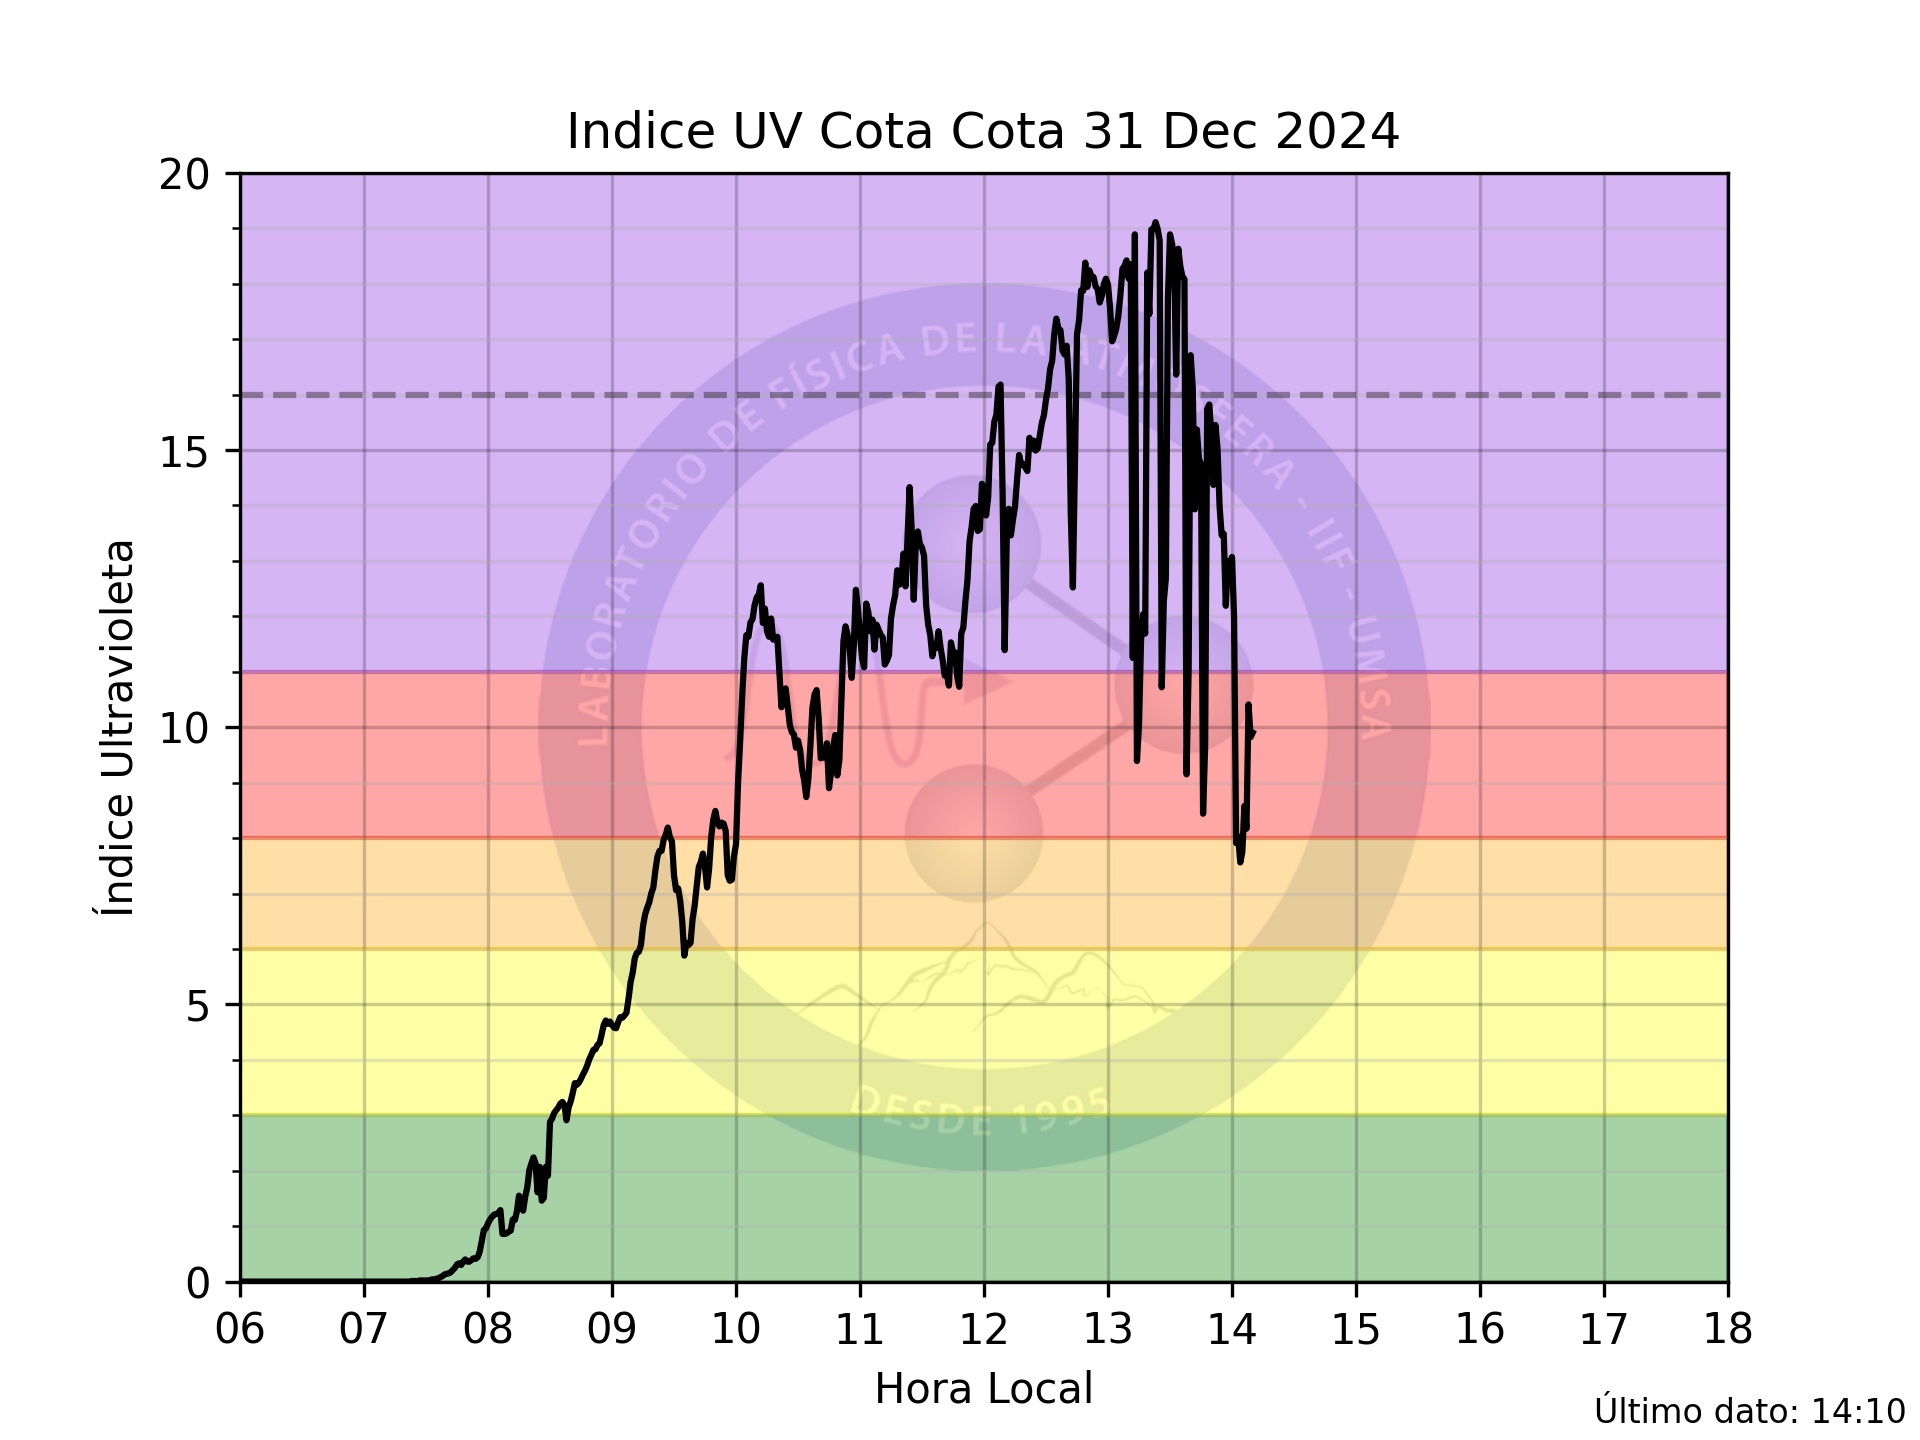 Indice UV Cota Cota 31 Dec 2024
20
15
10
5
0
Índice Ultravioleta
LABORATORIO DE FÍSICA DE LA ATMÓSFERA - IIF - UMSA
DESDE 1995
06 07 08 09 10 11 12 13 14 15 16 17 18
Hora Local
Último dato: 14:10